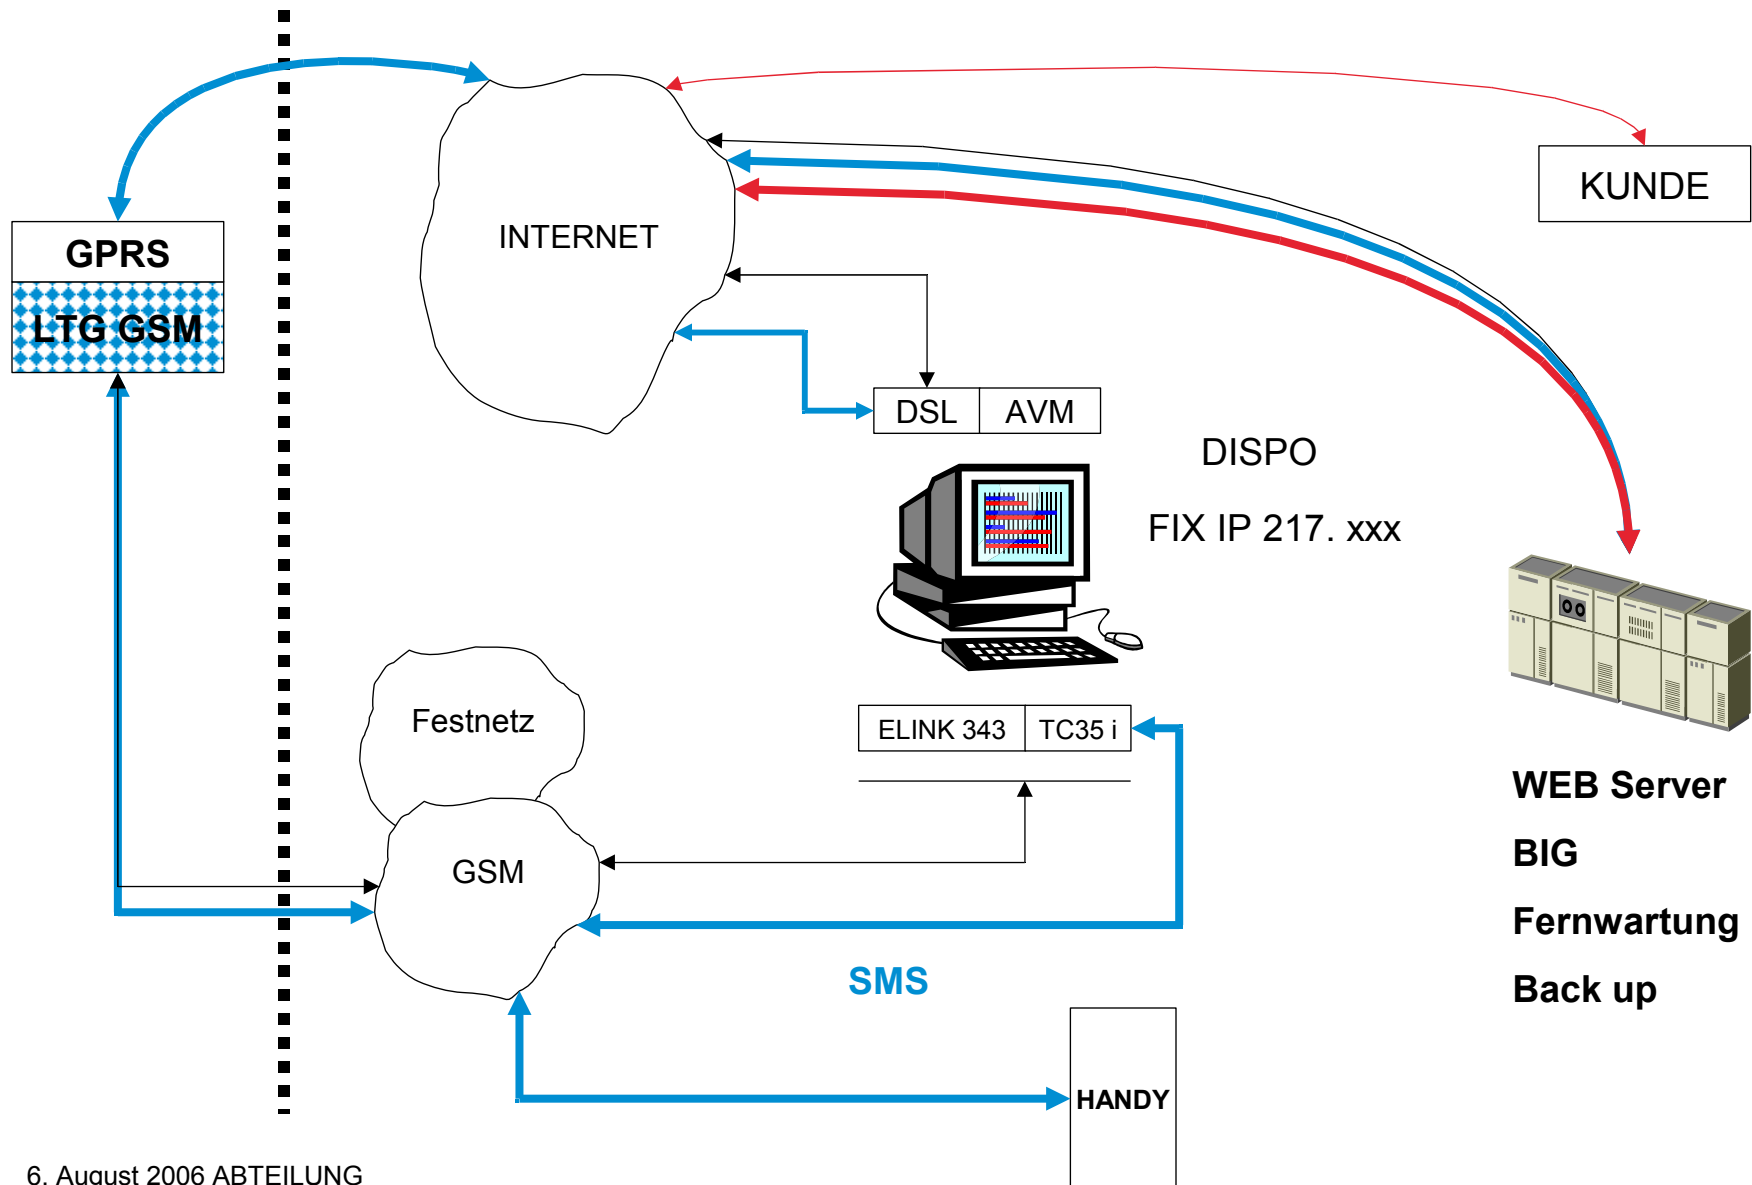 KUNDE
INTERNET
GPRS
LTG GSM
DSL AVM
DISPO
FIX IP 217. xxx
Festnetz
ELINK 343 TC35 i
GSM
SMS
HANDY
WEB Server
BIG
Fernwartung
Back up
6. August 2006 ABTEILUNG